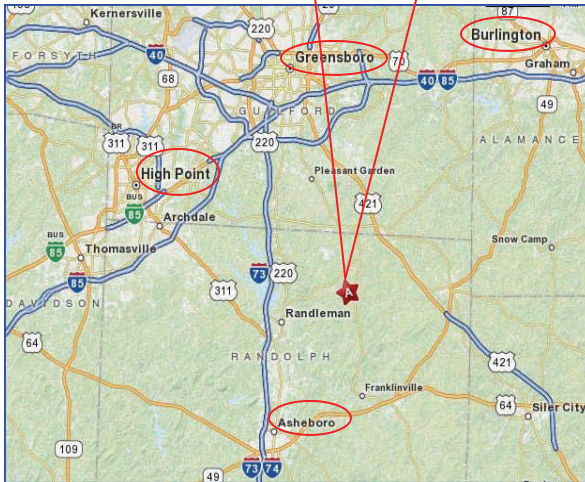 Kernersville
220
87
Burlington
FORSYTH
40
Greensboro
70
Graham
68
40 85
GUILFORD
49
BR
311
311
220
ALAMANCE
High Point
Pleasant Garden
421
BUS
85
Archdale
BUS
85
Thomasville
Snow Camp
73 220
85
311
A
DAVIDSON
Randleman
64
RANDOLPH
421
Franklinville
64
Siler City
Asheboro
109
49
73 74